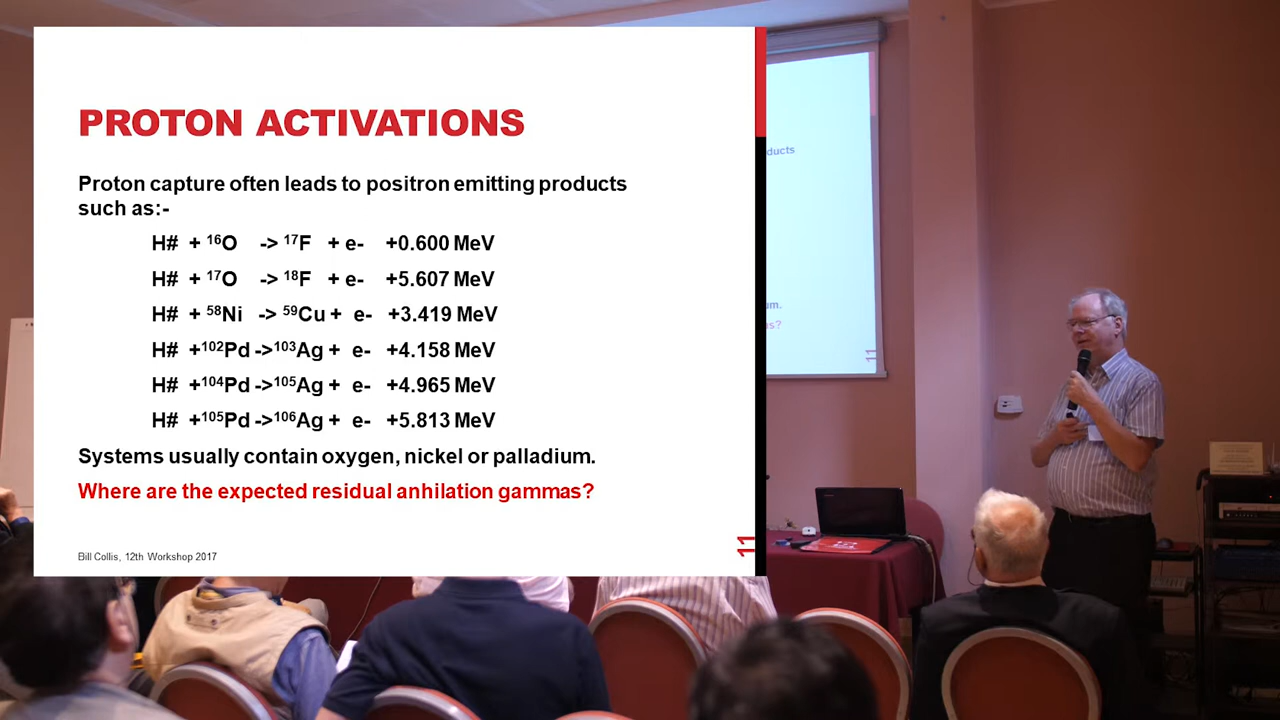 PROTON ACTIVATIONS
Proton capture often leads to positron emitting products
such as:-
H# + ¹⁶O -> ¹⁷F + e- +0.600 MeV
H# + ¹⁷O -> ¹⁸F + e- +5.607 MeV
H# + ⁵⁸Ni -> ⁵⁹Cu + e- +3.419 MeV
H# +¹⁰²Pd ->¹⁰³Ag + e- +4.158 MeV
H# +¹⁰⁴Pd ->¹⁰⁵Ag + e- +4.965 MeV
H# +¹⁰⁵Pd ->¹⁰⁶Ag + e- +5.813 MeV
Systems usually contain oxygen, nickel or palladium.
Where are the expected residual anhilation gammas?
Bill Collis, 12th Workshop 2017
11
ducts
m.
s?
11